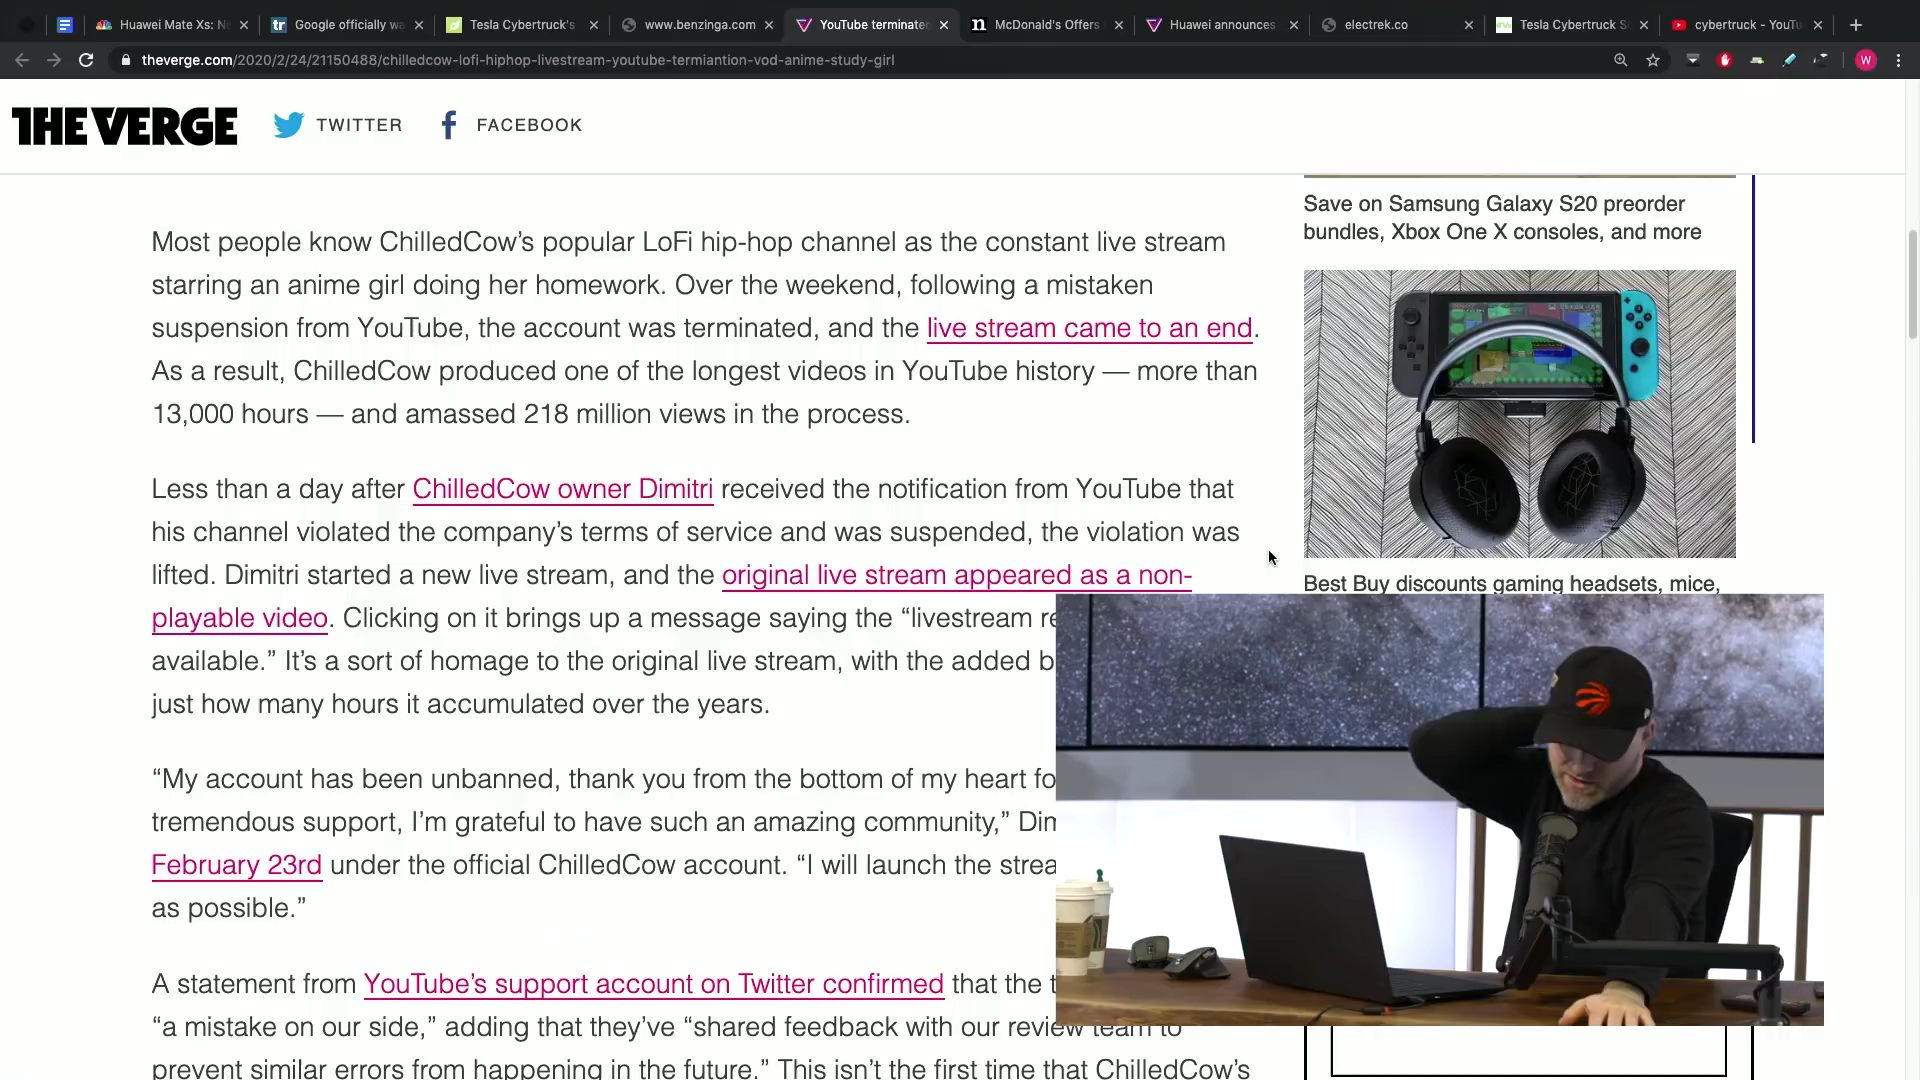 Huawei Mate Xs: N
Google officially wa
Tesla Cybertruck's
www.benzinga.com
YouTube terminate
McDonald's Offers
Huawei announces
electrek.co
Tesla Cybertruck S
cybertruck - YouTu
theverge.com/2020/2/24/21150488/chilledcow-lofi-hiphop-livestream-youtube-termiantion-vod-anime-study-girl
W
THE VERGE
TWITTER
FACEBOOK
Most people know ChilledCow’s popular LoFi hip-hop channel as the constant live stream
starring an anime girl doing her homework. Over the weekend, following a mistaken
suspension from YouTube, the account was terminated, and the live stream came to an end.
As a result, ChilledCow produced one of the longest videos in YouTube history — more than
13,000 hours — and amassed 218 million views in the process.
Less than a day after ChilledCow owner Dimitri received the notification from YouTube that
his channel violated the company’s terms of service and was suspended, the violation was
lifted. Dimitri started a new live stream, and the original live stream appeared as a non-
playable video. Clicking on it brings up a message saying the “livestream re
available.” It’s a sort of homage to the original live stream, with the added b
just how many hours it accumulated over the years.
“My account has been unbanned, thank you from the bottom of my heart fo
tremendous support, I’m grateful to have such an amazing community,” Dim
February 23rd under the official ChilledCow account. “I will launch the strea
as possible.”
A statement from YouTube’s support account on Twitter confirmed that the t
“a mistake on our side,” adding that they’ve “shared feedback with our review team to
prevent similar errors from happening in the future.” This isn’t the first time that ChilledCow’s
Save on Samsung Galaxy S20 preorder
bundles, Xbox One X consoles, and more
Best Buy discounts gaming headsets, mice,